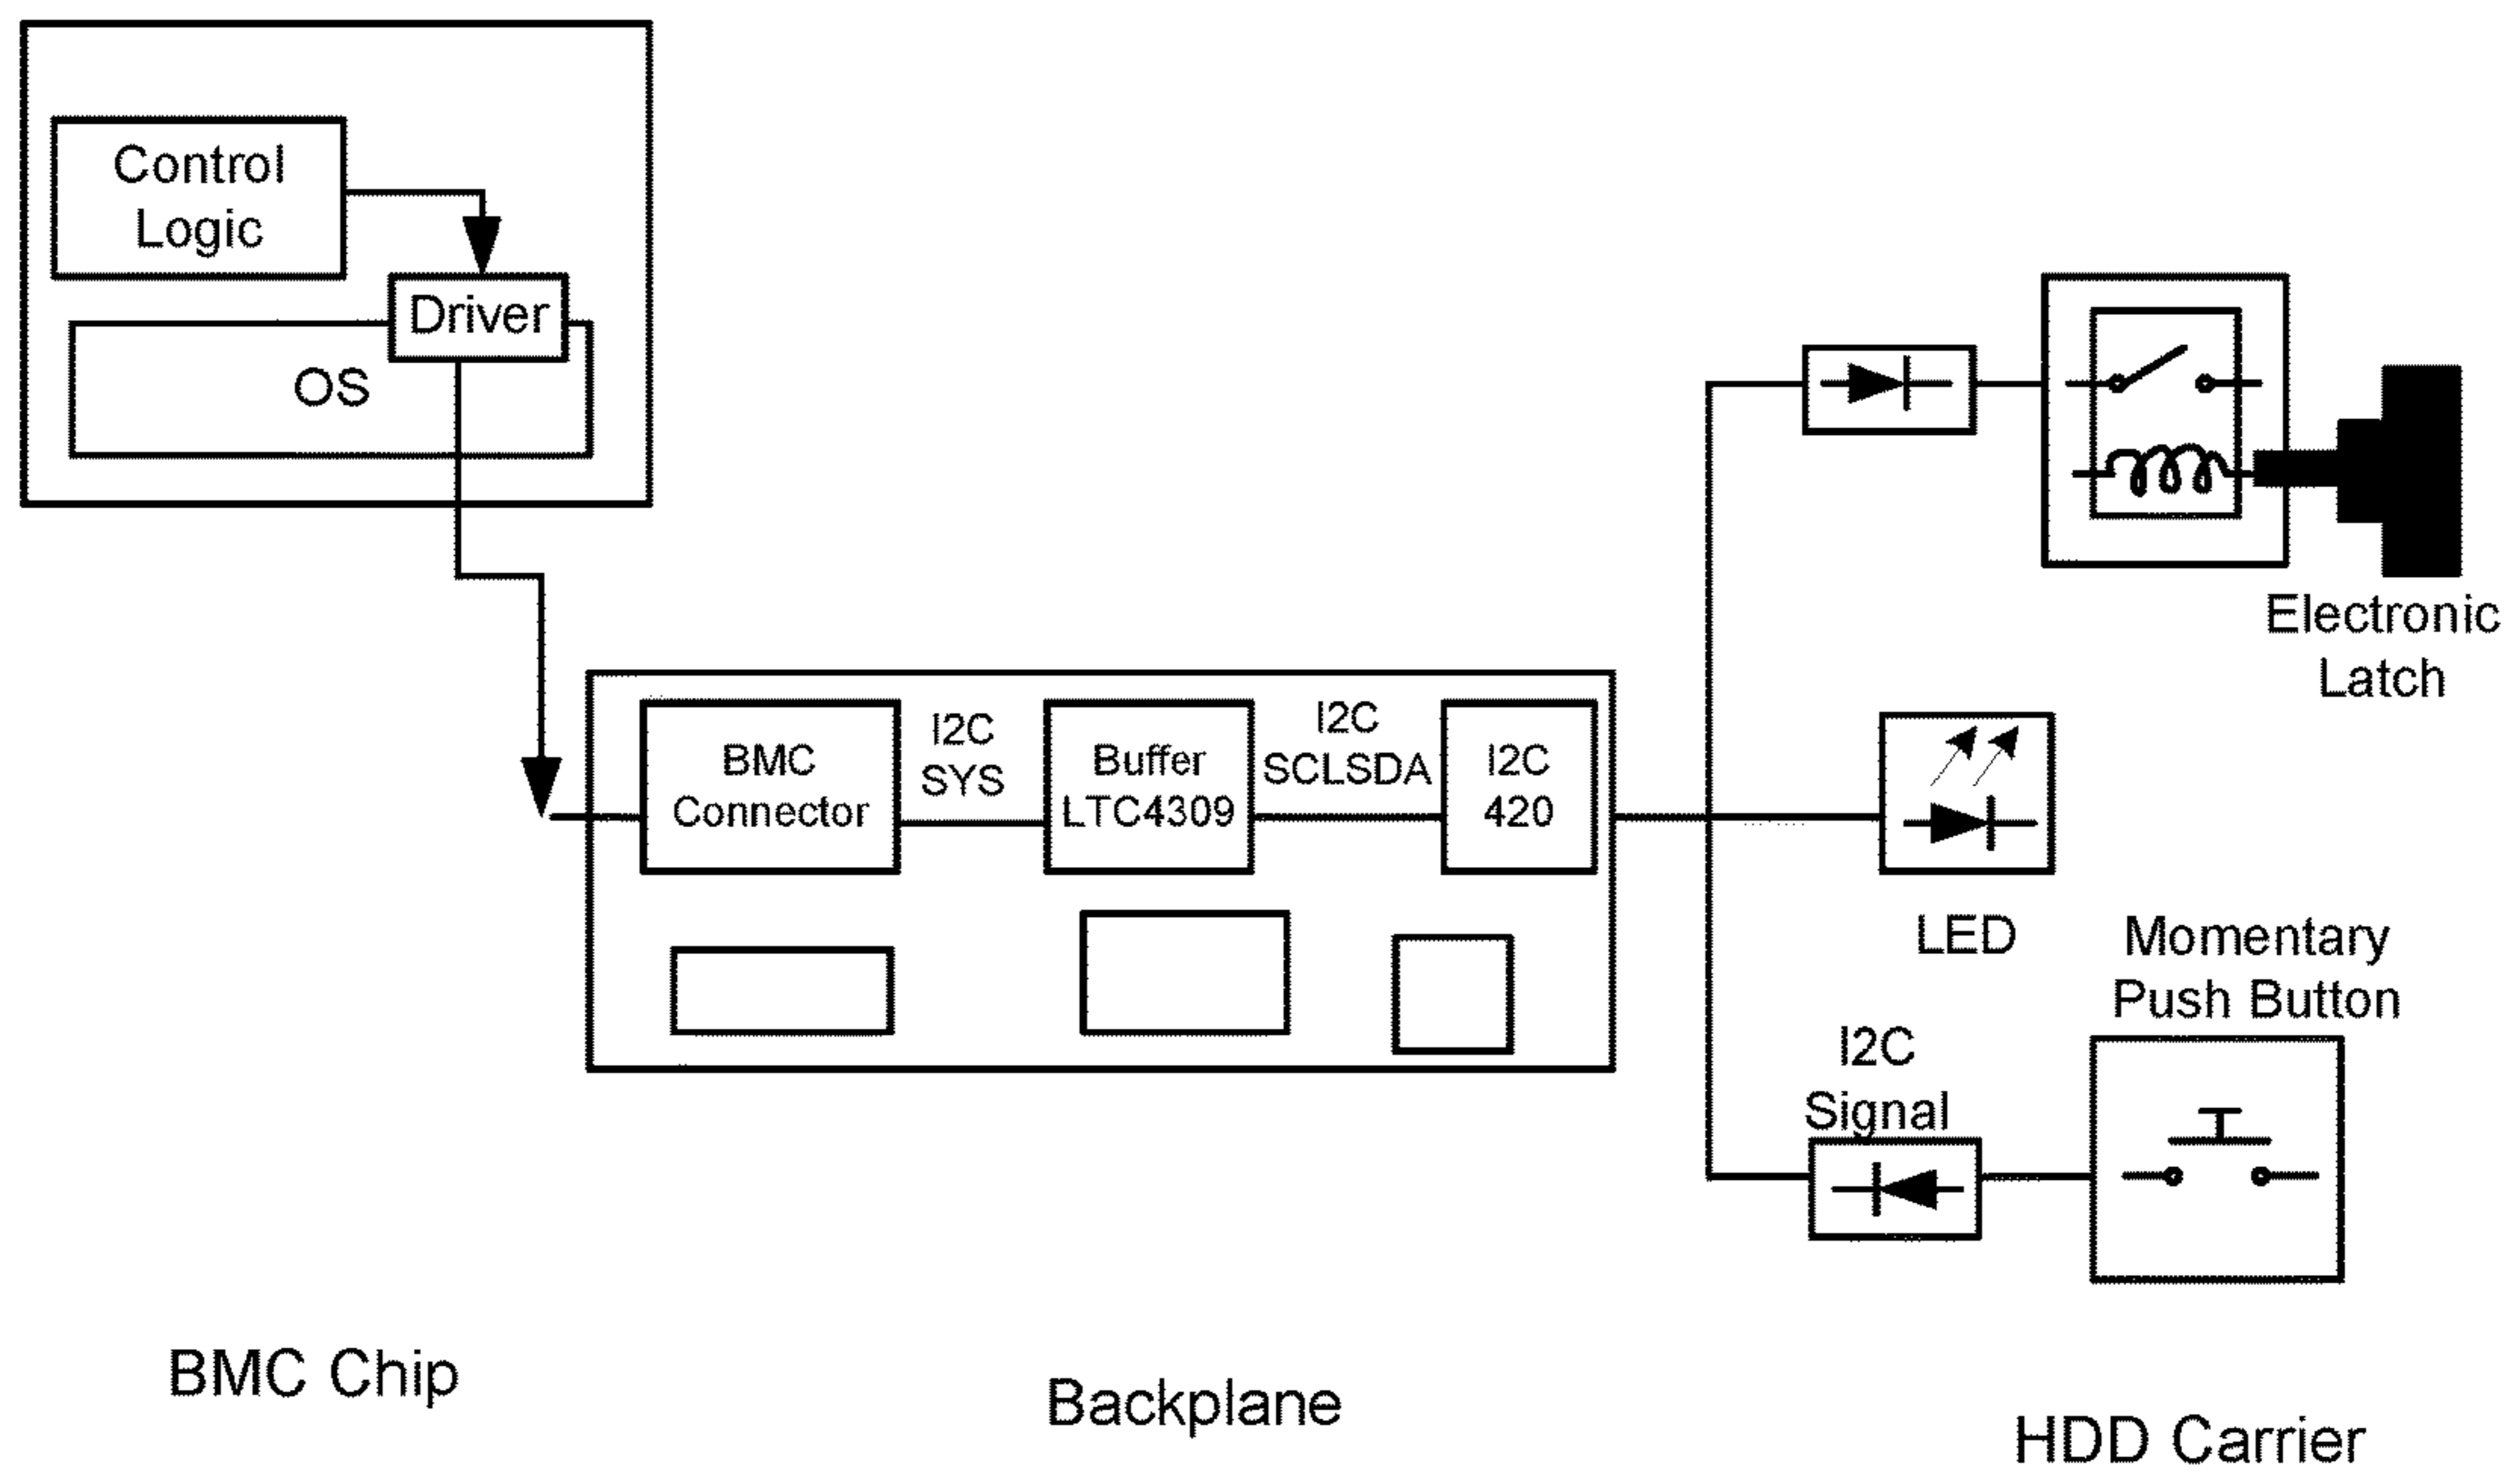 Control
Logic
Driver
OS
BMC
Connector
I2C
SYS
Buffer
LTC4309
I2C
SCLSDA
I2C
420
Electronic
Latch
LED
Momentary
Push Button
I2C
Signal
BMC Chip
Backplane
HDD Carrier